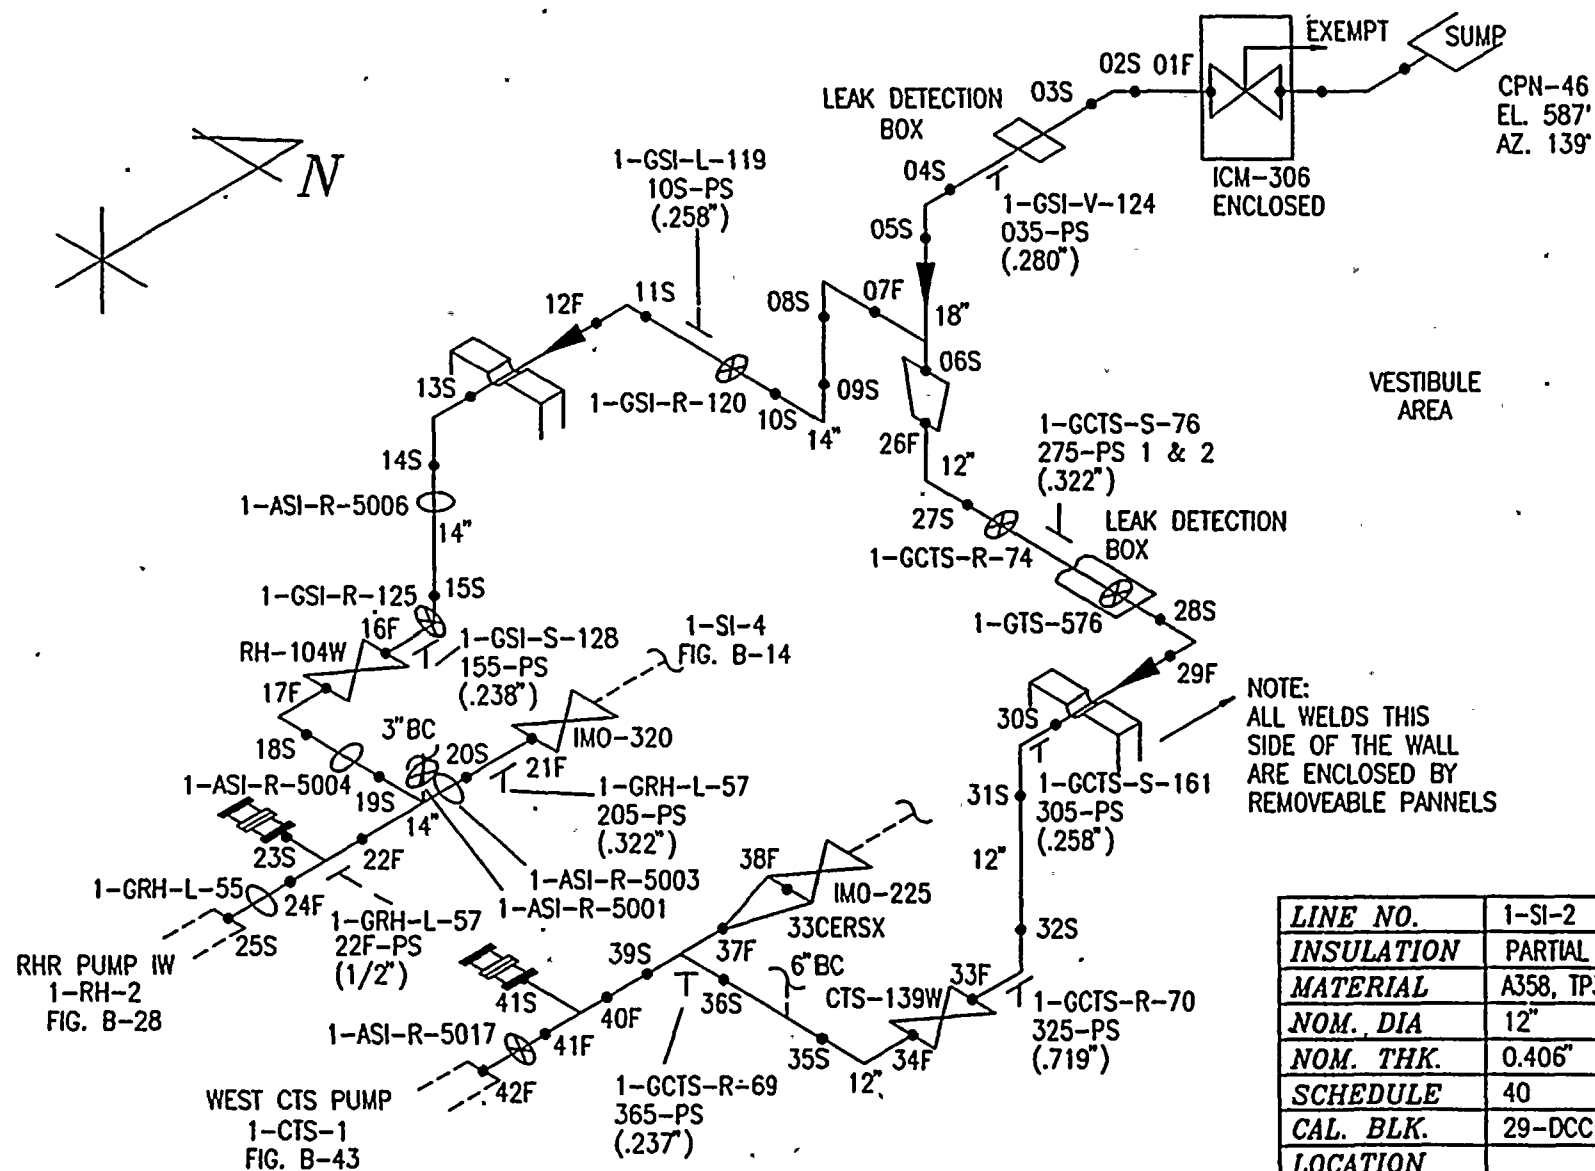 EXEMPT
SUMP
CPN-46
EL. 587'
AZ. 139°
02S 01F
03S
LEAK DETECTION
BOX
ICM-306
ENCLOSED
N
04S
1-GSI-V-124
035-PS
(.280")
05S
1-GSI-L-119
10S-PS
(.258")
12F
11S
08S
07F
18"
06S
13S
1-GSI-R-120
10S
09S
14"
26F
12"
VESTIBULE
AREA
1-GCTS-S-76
275-PS 1 & 2
(.322")
14S
1-ASI-R-5006
14"
27S
1-GCTS-R-74
LEAK DETECTION
BOX
15S
1-GSI-R-125
16F
28S
1-GTS-576
RH-104W
1-GSI-S-128
155-PS
(.238")
1-SI-4
FIG. B-14
29F
17F
NOTE:
ALL WELDS THIS
SIDE OF THE WALL
ARE ENCLOSED BY
REMOVEABLE PANNELS
30S
3"BC
20S
IMO-320
18S
21F
1-ASI-R-5004
19S
14"
1-GRH-L-57
205-PS
(.322")
31S
1-GCTS-S-161
305-PS
(.258")
23S
22F
12"
38F
1-GRH-L-55
1-ASI-R-5003
1-ASI-R-5001
IMO-225
33CERSX
24F
25S
1-GRH-L-57
22F-PS
(1/2")
RHR PUMP IW
1-RH-2
FIG. B-28
37F
32S
39S
6"BC
33F
41S
36S
CTS-139W
1-GCTS-R-70
325-PS
(.719")
40F
1-ASI-R-5017
41F
35S
34F
12"
42F
1-GCTS-R-69
365-PS
(.237")
WEST CTS PUMP
1-CTS-1
FIG. B-43
LINE NO. 1-SI-2
INSULATION PARTIAL
MATERIAL A358,
NOM. DIA 12"
NOM. THK. 0.406"
SCHEDULE 40
CAL. BLK. 29-DCC
LOCATION